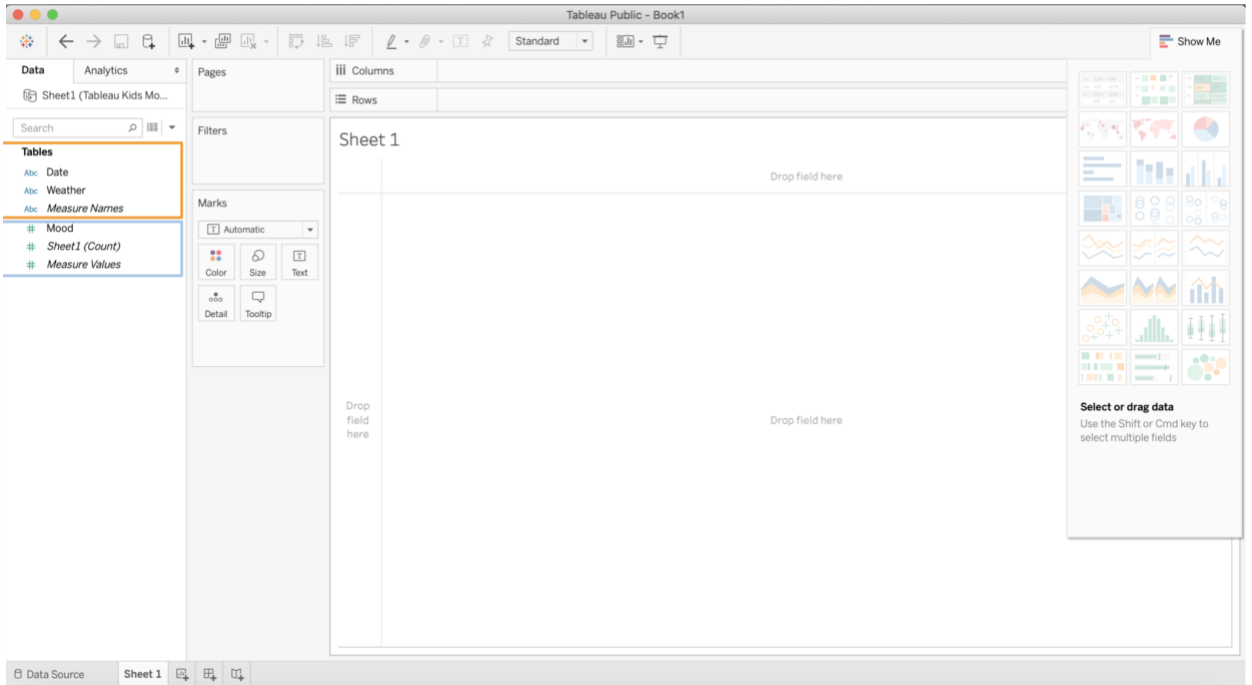 Tableau Public - Book1
Standard
Show Me
Data
Analytics
Sheet1 (Tableau Kids Mo...
Search
Tables
Abc Date
Abc Weather
Abc Measure Names
# Mood
# Sheet1 (Count)
# Measure Values
Pages
Filters
Marks
Automatic
Color
Size
Text
Detail
Tooltip
Columns
Rows
Sheet 1
Drop field here
Drop
field
here
Drop field here
Select or drag data
Use the Shift or Cmd key to
select multiple fields
Data Source
Sheet 1